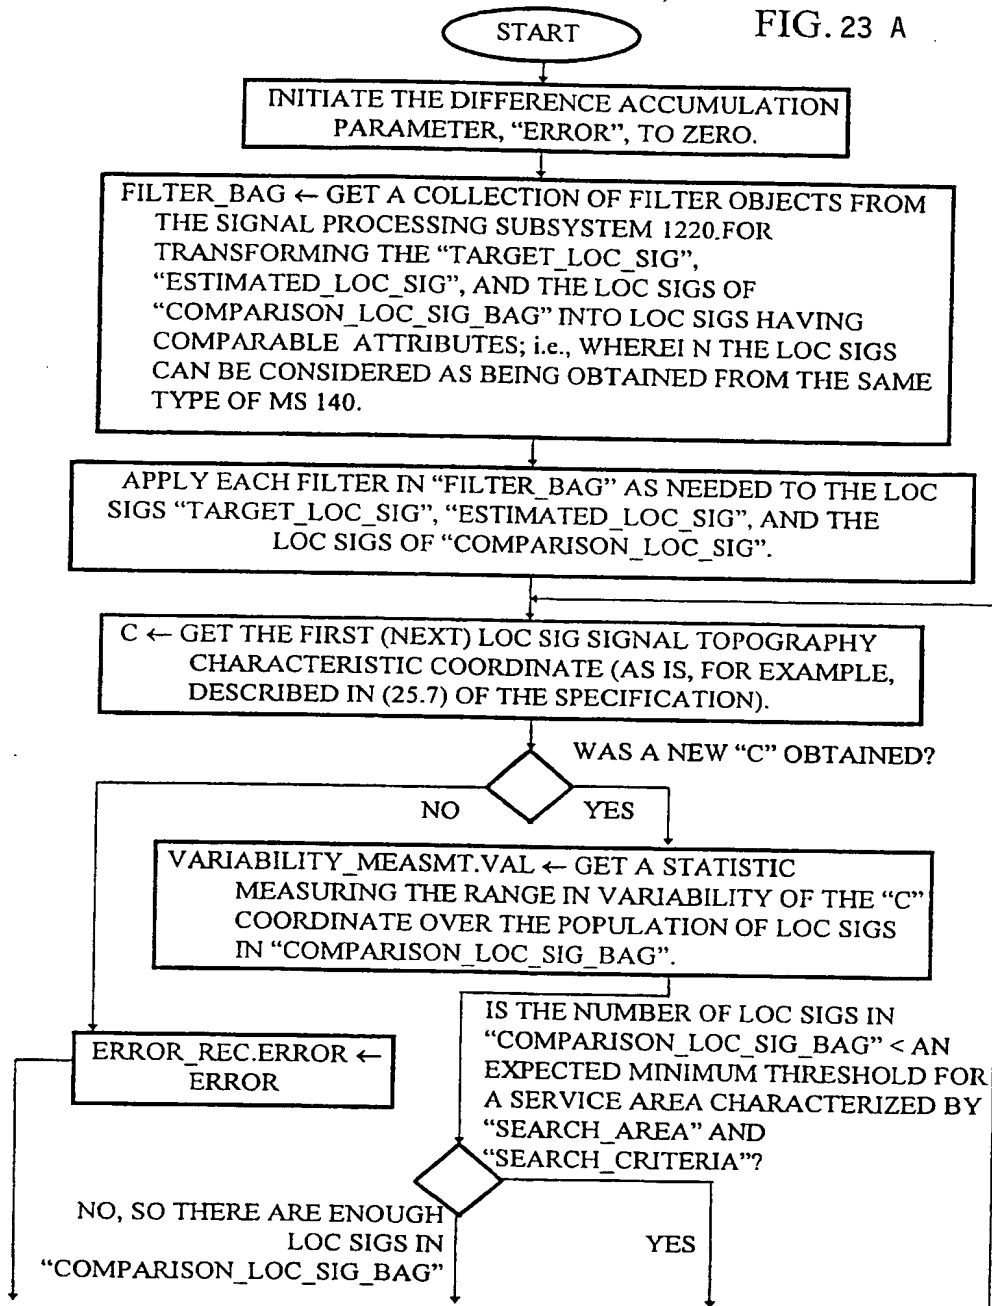 FIG. 23 A
START
INITIATE THE DIFFERENCE ACCUMULATION
PARAMETER, “ERROR”, TO ZERO.
FILTER_BAG ← GET A COLLECTION OF FILTER OBJECTS FROM
THE SIGNAL PROCESSING SUBSYSTEM 1220.FOR
TRANSFORMING THE “TARGET_LOC_SIG”,
“ESTIMATED_LOC_SIG”, AND THE LOC SIGS OF
“COMPARISON_LOC_SIG_BAG” INTO LOC SIGS HAVING
COMPARABLE ATTRIBUTES; i.e., WHEREI N THE LOC SIGS
CAN BE CONSIDERED AS BEING OBTAINED FROM THE SAME
TYPE OF MS 140.
APPLY EACH FILTER IN “FILTER_BAG” AS NEEDED TO THE LOC
SIGS “TARGET_LOC_SIG”, “ESTIMATED_LOC_SIG”, AND THE
LOC SIGS OF “COMPARISON_LOC_SIG”.
C ← GET THE FIRST (NEXT) LOC SIG SIGNAL TOPOGRAPHY
CHARACTERISTIC COORDINATE (AS IS, FOR EXAMPLE,
DESCRIBED IN (25.7) OF THE SPECIFICATION).
WAS A NEW “C” OBTAINED?
NO
YES
VARIABILITY_MEASMT.VAL ← GET A STATISTIC
MEASURING THE RANGE IN VARIABILITY OF THE “C”
COORDINATE OVER THE POPULATION OF LOC SIGS
IN “COMPARISON_LOC_SIG_BAG”.
ERROR_REC.ERROR ←
ERROR
IS THE NUMBER OF LOC SIGS IN
“COMPARISON_LOC_SIG_BAG” < AN
EXPECTED MINIMUM THRESHOLD FOR
A SERVICE AREA CHARACTERIZED BY
“SEARCH_AREA” AND
“SEARCH_CRITERIA”?
NO, SO THERE ARE ENOUGH
LOC SIGS IN
“COMPARISON_LOC_SIG_BAG”
YES